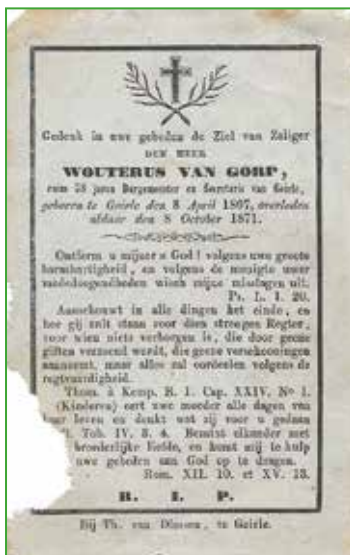 Gedenk in uwe gebeden de Ziel van Zaliger
DEN HEER
WOUTERUS VAN GORP,
ruim 38 jaren Burgemeester en Secretaris van Goirle,
geboren te Goirle den 8 April 1807, overleden
aldaar den 8 October 1871.
Ontferm u mijner o God! volgens uwe groote
barmhartigheid, en volgens de menigte uwer
wisch mijne misdagen uit.
Ps. L. 1. 20.
Aanschouwt in alle dingen het einde, en
hoe gij zult staan voor dien strengen Regter,
voor wien niets verborgen is, die door geene
giften verzoend wordt, die geene verschooningen
aanneemt, maar alles zal oordeelen volgens de
regtvaardigheid.
Thom. à Kemp. B. 1. Cap. XXIV. No 1.
(Kinderen) eert uwe moeder alle dagen van
haar leven en denkt wat zij voor u gedaan
Tob. IV. 3. 4. Bemint elkander met
broederlijke liefde, en komt mij te hulp
uwe gebeden aan God op te dragen.
Rom. XII. 10. et XV. 13.
R. I. P.
Bij Th. van Diessen, te Goirle.